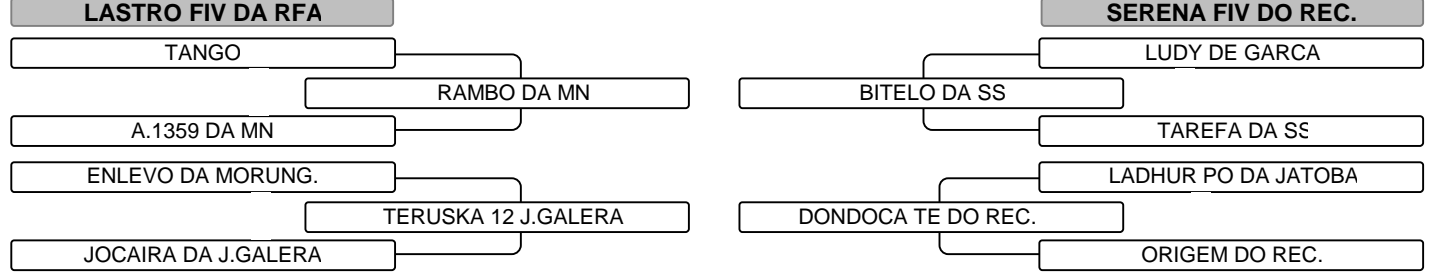 LASTRO FIV DA RFA
SERENA FIV DO REC.
TANGO
LUDY DE GARCA
RAMBO DA MN
BITELO DA SS
A.1359 DA MN
TAREFA DA SS
ENLEVO DA MORUNG.
LADHUR PO DA JATOBA
TERUSKA 12 J.GALERA
DONDOCA TE DO REC.
JOCAIRA DA J.GALERA
ORIGEM DO REC.